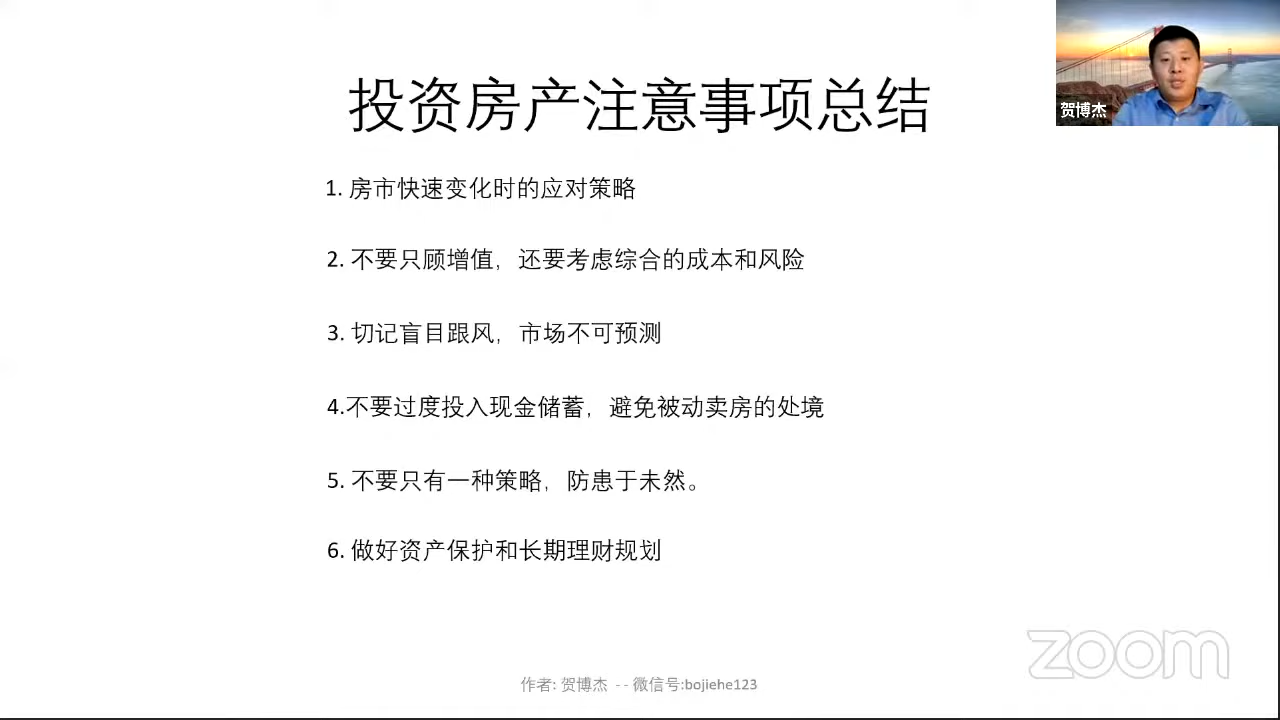 投资房产注意事项总结
贺博杰
1. 房市快速变化时的应对策略
2. 不要只顾增值，还要考虑综合的成本和风险
3. 切记盲目跟风，市场不可预测
4.不要过度投入现金储蓄，避免被动卖房的处境
5. 不要只有一种策略，防患于未然。
6. 做好资产保护和长期理财规划
zoom
作者: 贺博杰 -- 微信号:bojiehe123